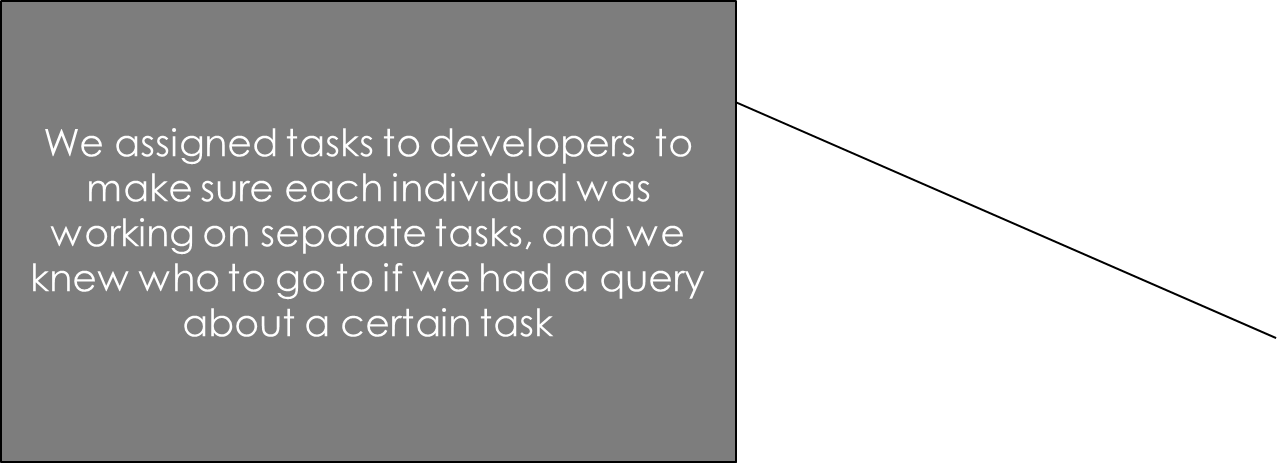 We assigned tasks to developers  to
make sure each individual was
working on separate tasks, and we
knew who to go to if we had a query
about a certain task